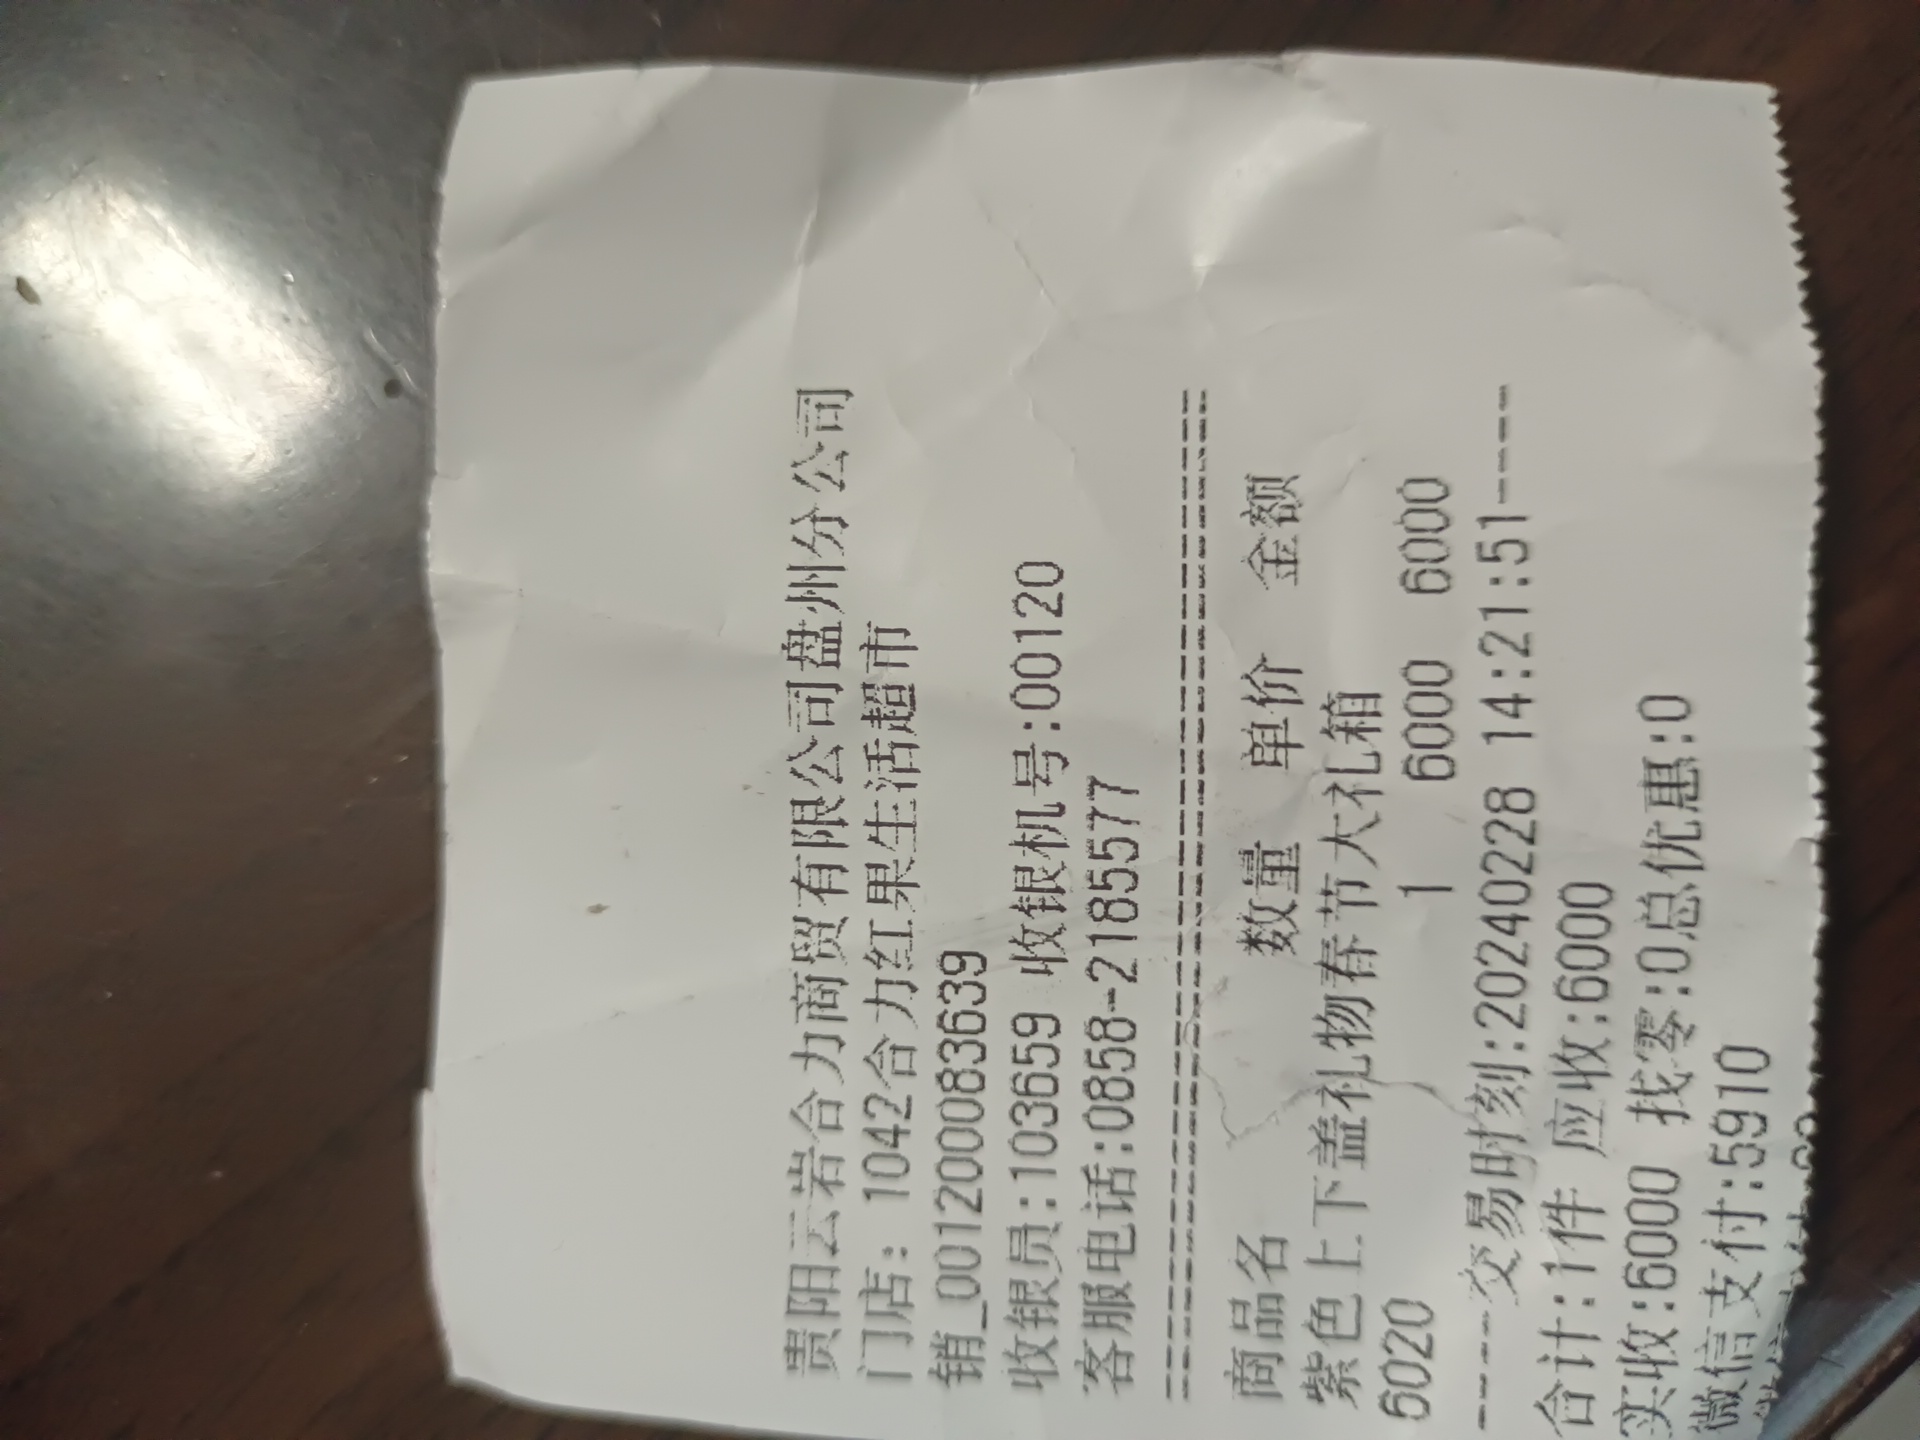 贵阳云岩合力商贸有限公司盘州分公司
门店: 1042合力红果生活超市
销_00120008363​9
收银员:103659 收银机号:00120
客服电话:0858-2185577
================================
商品名 数量 单价 金额
紫色上下盖礼物春节大礼箱
6020 1 6000 6000
----交易时刻:20240228 14:21:51----
合计:1件 应收:6000
实收:6000 找零:0总优惠:0
微信支付:5910